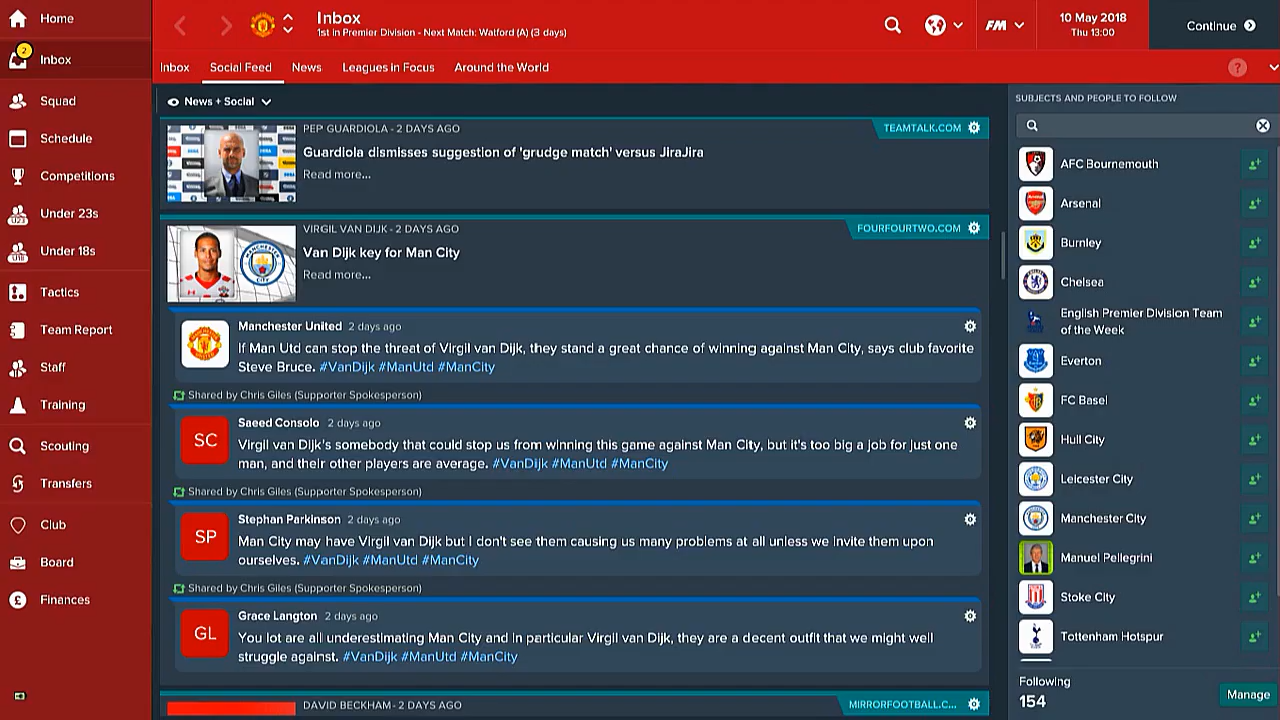 Home
2
Inbox
Squad
Schedule
Competitions
U23
Under 23s
U18
Under 18s
Tactics
Team Report
Staff
Training
Scouting
Transfers
Club
Board
Finances
Inbox
1st in Premier Division - Next Match: Watford (A) (3 days)
FM
10 May 2018
Thu 13:00
Continue
Inbox Social Feed News Leagues in Focus Around the World
?
News + Social
PEP GUARDIOLA - 2 DAYS AGO
TEAMTALK.COM
Guardiola dismisses suggestion of 'grudge match' versus JiraJira
Read more...
VIRGIL VAN DIJK - 2 DAYS AGO
FOURFOURTWO.COM
Van Dijk key for Man City
Read more...
Manchester United 2 days ago
If Man Utd can stop the threat of Virgil van Dijk, they stand a great chance of winning against Man City, says club favorite
Steve Bruce. #VanDijk #ManUtd #ManCity
Shared by Chris Giles (Supporter Spokesperson)
SC
Saeed Consolo 2 days ago
Virgil van Dijk's somebody that could stop us from winning this game against Man City, but it's too big a job for just one
man, and their other players are average. #VanDijk #ManUtd #ManCity
Shared by Chris Giles (Supporter Spokesperson)
SP
Stephan Parkinson 2 days ago
Man City may have Virgil van Dijk but I don't see them causing us many problems at all unless we invite them upon
ourselves. #VanDijk #ManUtd #ManCity
Shared by Chris Giles (Supporter Spokesperson)
GL
Grace Langton 2 days ago
You lot are all underestimating Man City and in particular Virgil van Dijk, they are a decent outfit that we might well
struggle against. #VanDijk #ManUtd #ManCity
DAVID BECKHAM - 2 DAYS AGO
MIRRORFOOTBALL.C...
SUBJECTS AND PEOPLE TO FOLLOW
AFC Bournemouth
Arsenal
Burnley
Chelsea
English Premier Division Team
of the Week
Everton
FC Basel
Hull City
Leicester City
Manchester City
Manuel Pellegrini
Stoke City
Tottenham Hotspur
Following
154
Manage